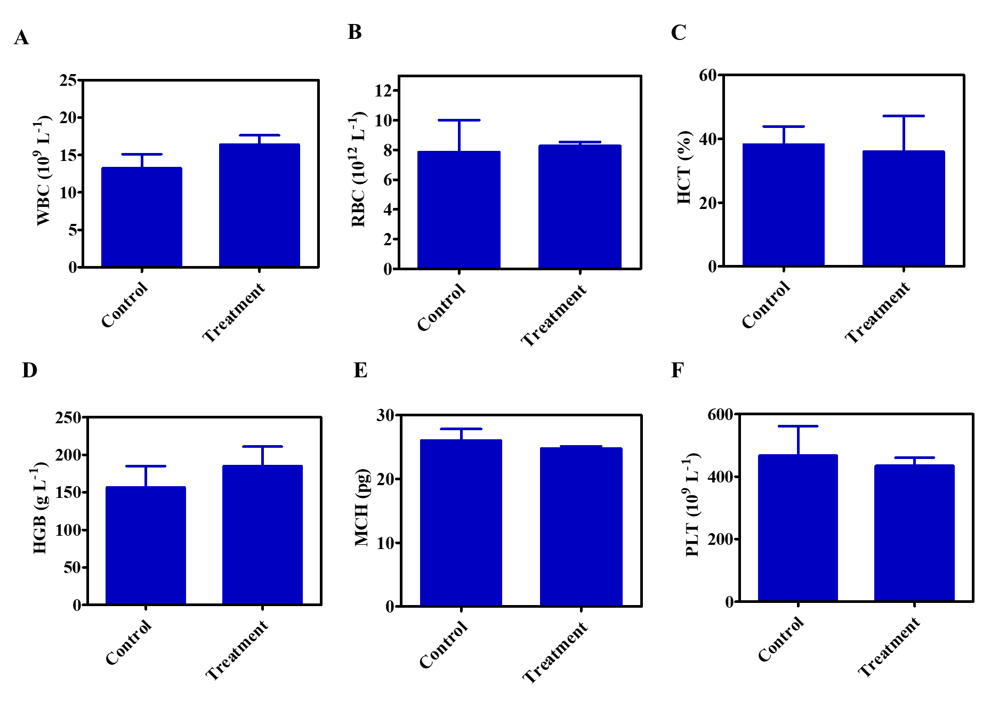 A
WBC (10⁹ L⁻¹)
25
20
15
10
5
0
Control
Treatment
B
RBC (10¹² L⁻¹)
12
10
8
6
4
2
0
Control
Treatment
C
HCT (%)
60
40
20
0
Control
Treatment
D
HGB (g L⁻¹)
250
200
150
100
50
0
Control
Treatment
E
MCH (pg)
30
20
10
0
Control
Treatment
F
PLT (10⁹ L⁻¹)
600
400
200
0
Control
Treatment